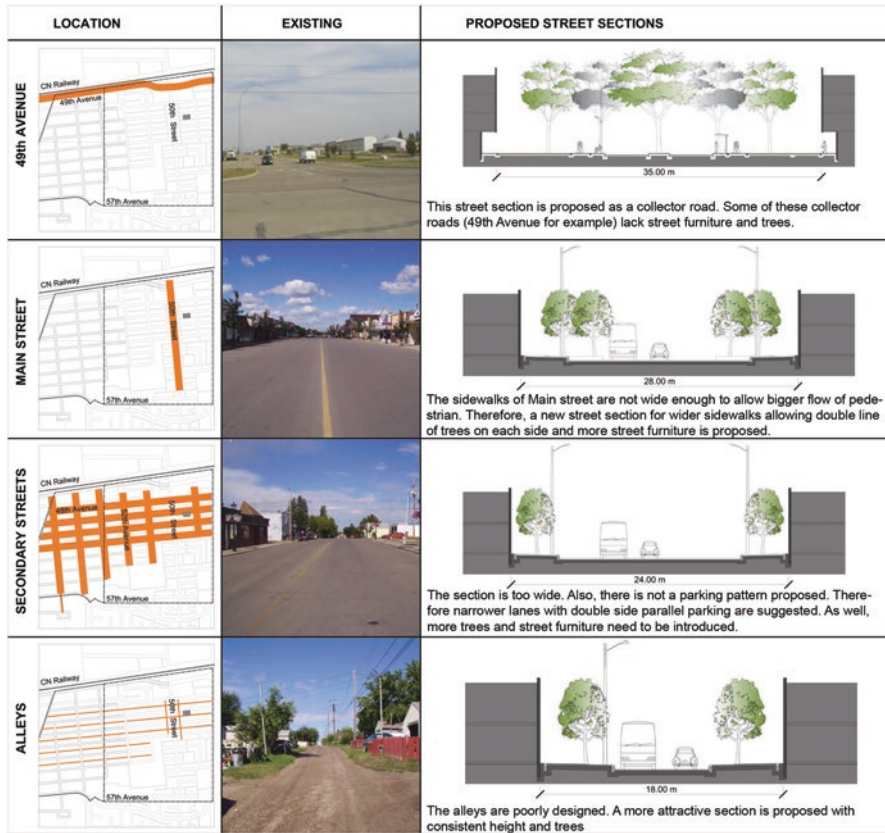 LOCATION
EXISTING
PROPOSED STREET SECTIONS
49TH AVENUE
CN Railway
49th Avenue
50th Street
57th Avenue
35.00 m
This street section is proposed as a collector road. Some of these collector
roads (49th Avenue for example) lack street furniture and trees.
MAIN STREET
CN Railway
50th Street
57th Avenue
28.00 m
The sidewalks of Main street are not wide enough to allow bigger flow of pede-
strian. Therefore, a new street section for wider sidewalks allowing double line
of trees on each side and more street furniture is proposed.
SECONDARY STREETS
CN Railway
49th Avenue
52th Avenue
50th Street
57th Avenue
24.00 m
The section is too wide. Also, there is not a parking pattern proposed. There-
fore narrower lanes with double side parallel parking are suggested. As well,
more trees and street furniture need to be introduced.
ALLEYS
CN Railway
50th Street
57th Avenue
18.00 m
The alleys are poorly designed. A more attractive section is proposed with
consistent height and trees